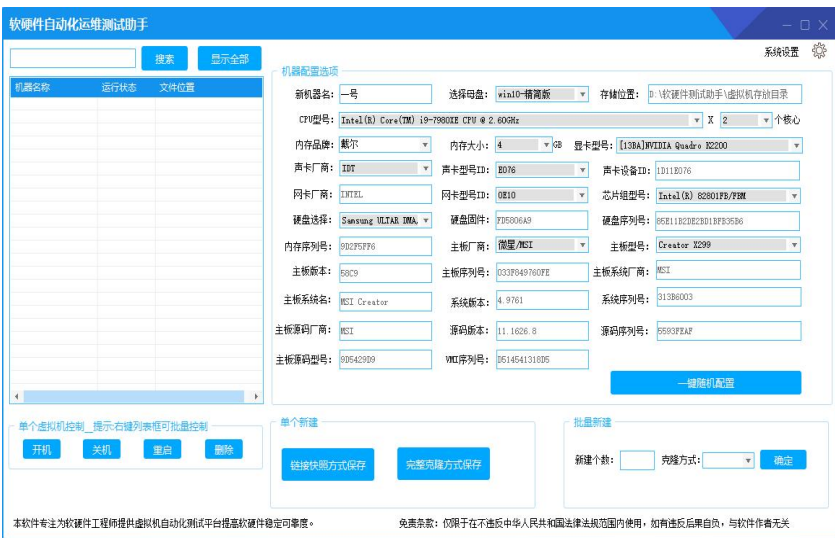 软硬件自动化运维测试助手
搜索 显示全部 系统设置
机器名称 运行状态 文件位置
机器配置选项
新机器名: 一号 选择母盘: win10-精简版 存储位置: D:\软硬件测试助手\虚拟机存放目录
CPU型号: Intel(R) Core(TM) i9-7980XE CPU @ 2.60GHz X 2 个核心
内存品牌: 戴尔 内存大小: 4 GB 显卡型号: [13BA]NVIDIA Quadro K2200
声卡厂商: IDT 声卡型号ID: E076 声卡设备ID: 1D11E076
网卡厂商: INTEL 网卡型号ID: 0E10 芯片组型号: Intel(R) 82801FB/FBM
硬盘选择: Samsung ULTAR DMA, 硬盘固件: FD5806A9 硬盘序列号: 85E11B2DE2BD1BFB35B6
内存序列号: 9D2F5FF6 主板厂商: 微星/MSI 主板型号: Creator X299
主板版本: 58C9 主板序列号: 033F849760FE 主板系统厂商: MSI
主板系统名: MSI Creator 系统版本: 4.9761 系统序列号: 313B6003
主板源码厂商: MSI 源码版本: 11.1626.8 源码序列号: 5593FEAF
主板源码型号: 9D5429D9 VMI序列号: D514541318D5
一键随机配置
单个虚拟机控制__提示:右键列表框可批量控制
开机 关机 重启 删除
单个新建
链接快照方式保存 完整克隆方式保存
批量新建
新建个数: 克隆方式: 确定
本软件专注为软硬件工程师提供虚拟机自动化测试平台提高软硬件稳定可靠度。
免责条款: 仅限于在不违反中华人民共和国法律法规范围内使用，如有违反后果自负，与软件作者无关